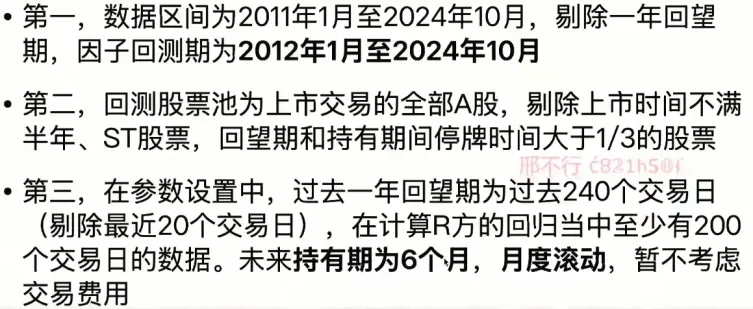 • 第一，数据区间为2011年1月至2024年10月，剔除一年回望
期，因子回测期为2012年1月至2024年10月
• 第二，回测股票池为上市交易的全部A股，剔除上市时间不满
半年、ST股票，回望期和持有期间停牌时间大于1/3的股票
邢不行
• 第三，在参数设置中，过去一年回望期为过去240个交易日
（剔除最近20个交易日），在计算R方的回归当中至少有200
个交易日的数据。未来持有期为6个月，月度滚动，暂不考虑
交易费用